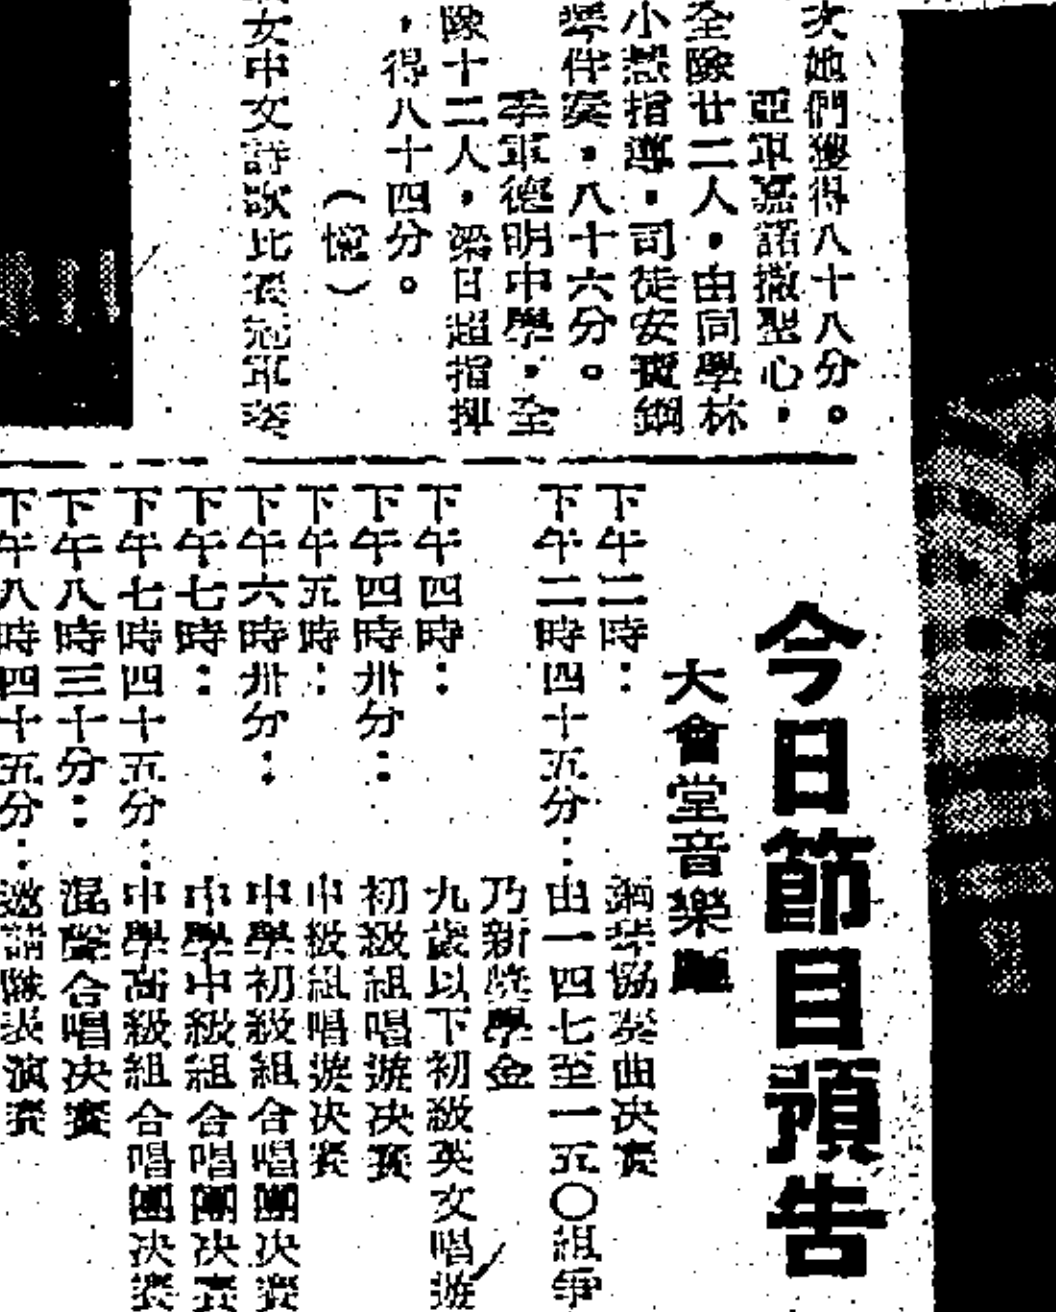 次她們獲得八十八分。
亞軍嘉諾撒聖心，
全隊廿二人，由同學林
小慧指導，司徒安寶鋼
琴伴奏，八十六分。
季軍德明中學，全
隊十二人，梁日超指揮
，得八十四分。
（憶）
女中文詩歌比賽冠軍姿
今日節目預告
大會堂音樂廳
下午二時：鋼琴協奏曲決賽
下午二時四十五分：由一四七至一五〇組爭
乃新獎學金
下午四時：九歲以下初級英文唱遊
下午四時卅分：初級組唱遊決賽
下午五時：中級組唱遊決賽
下午六時卅分：中學初級組合唱團決賽
下午七時：中學中級組合唱團決賽
下午七時四十五分：中學高級組合唱團決賽
下午八時三十分：混聲合唱決賽
下午八時四十五分：邀請隊表演賽